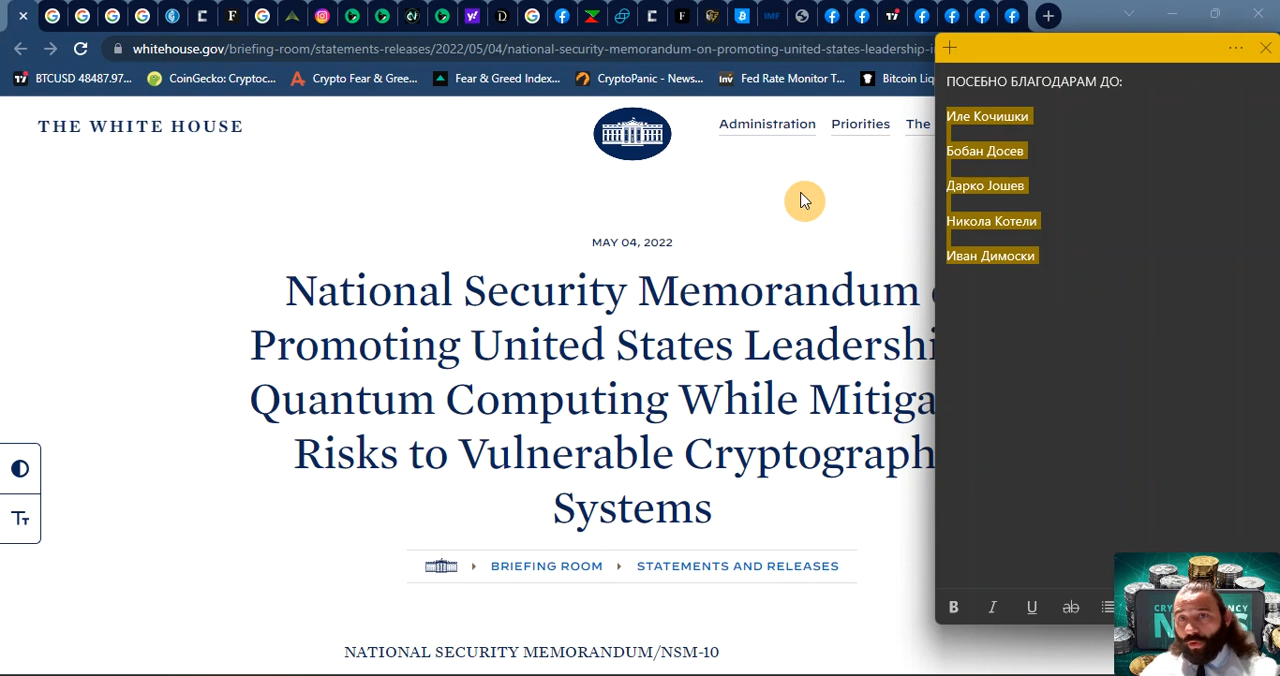 whitehouse.gov/briefing-room/statements-releases/2022/05/04/national-security-memorandum-on-promoting-united-states-leadership-i
BTCUSD 48487.97...
CoinGecko: Cryptoc...
Crypto Fear & Gree...
Fear & Greed Index...
CryptoPanic - News...
Fed Rate Monitor T...
Bitcoin Liq
THE WHITE HOUSE
Administration
Priorities
The
MAY 04, 2022
National Security Memorandum
Promoting United States Leadershi
Quantum Computing While Mitiga
Risks to Vulnerable Cryptograph
Systems
BRIEFING ROOM
STATEMENTS AND RELEASES
NATIONAL SECURITY MEMORANDUM/NSM-10
ПОСЕБНО БЛАГОДАРАМ ДО:
Иле Кочишки
Бобан Досев
Дарко Јошев
Никола Котели
Иван Димоски
B I U ab